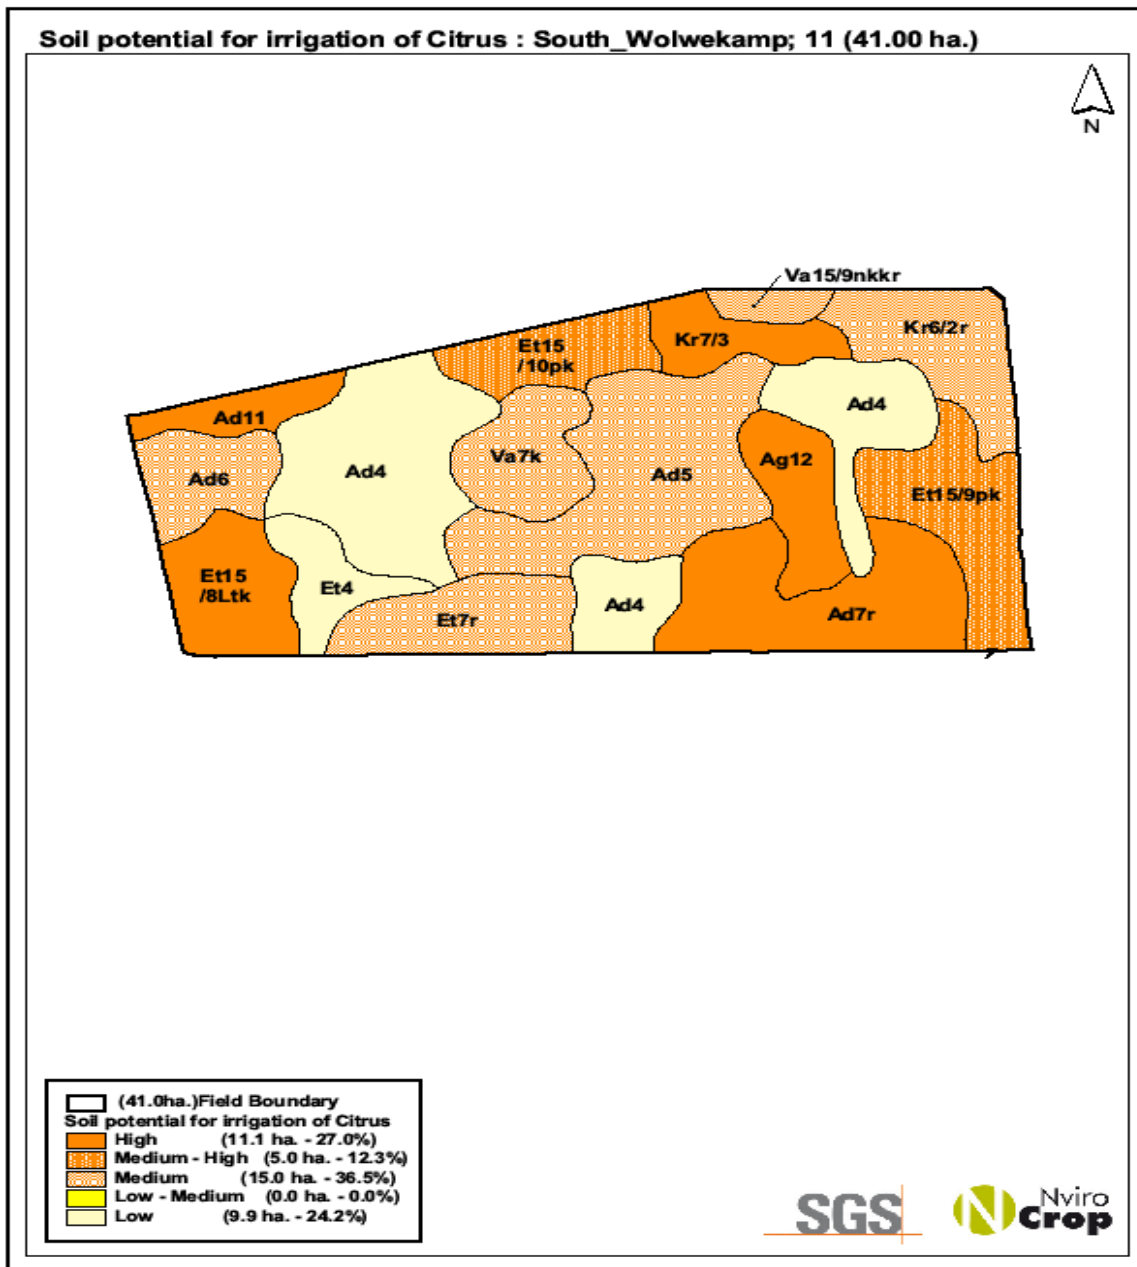 Soil potential for irrigation of Citrus : South_Wolwekamp; 11 (41.00 ha.)
N
Va15/9nkkr
Kr6/2r
Kr7/3
Et15
/10pk
Ad11
Ad4
Ad4
Va7k
Ag12
Ad5
Ad6
Et15/9pk
Et15
/8Ltk
Et4
Ad4
Ad7r
Et7r
(41.0ha.)Field Boundary
Soil potential for irrigation of Citrus
High (11.1 ha. - 27.0%)
Medium - High (5.0 ha. - 12.3%)
Medium (15.0 ha. - 36.5%)
Low - Medium (0.0 ha. - 0.0%)
Low (9.9 ha. - 24.2%)
SGS
N
Nviro
Crop